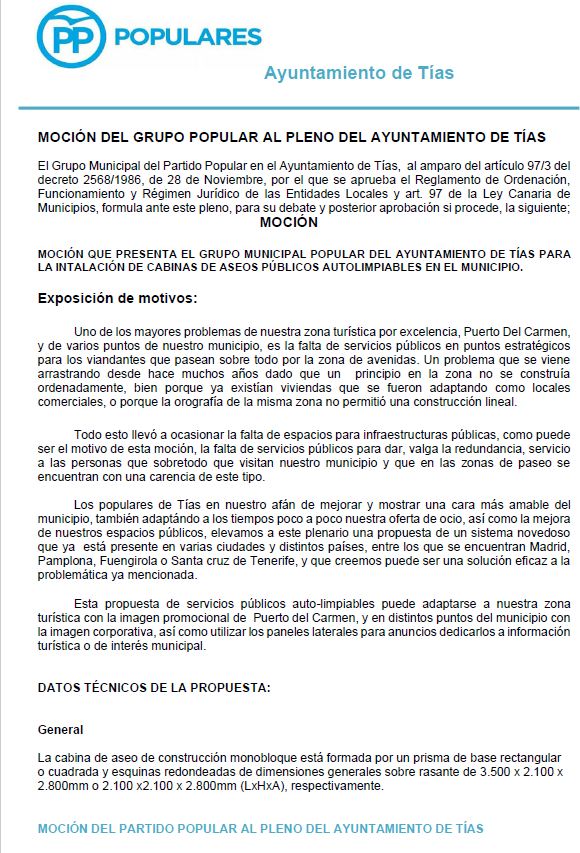 PP POPULARES
Ayuntamiento de Tías
MOCIÓN DEL GRUPO POPULAR AL PLENO DEL AYUNTAMIENTO DE TÍAS
El Grupo Municipal del Partido Popular en el Ayuntamiento de Tías, al amparo del artículo 97/3 del
decreto 2568/1986, de 28 de Noviembre, por el que se aprueba el Reglamento de Ordenación,
Funcionamiento y Régimen Jurídico de las Entidades Locales y art. 97 de la Ley Canaria de
Municipios, formula ante este pleno, para su debate y posterior aprobación si procede, la siguiente;
MOCIÓN
MOCIÓN QUE PRESENTA EL GRUPO MUNICIPAL POPULAR DEL AYUNTAMIENTO DE TÍAS PARA
LA INTALACIÓN DE CABINAS DE ASEOS PÚBLICOS AUTOLIMPIABLES EN EL MUNICIPIO.
Exposición de motivos:
Uno de los mayores problemas de nuestra zona turística por excelencia, Puerto Del Carmen,
y de varios puntos de nuestro municipio, es la falta de servicios públicos en puntos estratégicos
para los viandantes que pasean sobre todo por la zona de avenidas. Un problema que se viene
arrastrando desde hace muchos años dado que un principio en la zona no se construía
ordenadamente, bien porque ya existían viviendas que se fueron adaptando como locales
comerciales, o porque la orografía de la misma zona no permitió una construcción lineal.
Todo esto llevó a ocasionar la falta de espacios para infraestructuras públicas, como puede
ser el motivo de esta moción, la falta de servicios públicos para dar, valga la redundancia, servicio
a las personas que sobretodo que visitan nuestro municipio y que en las zonas de paseo se
encuentran con una carencia de este tipo.
Los populares de Tías en nuestro afán de mejorar y mostrar una cara más amable del
municipio, también adaptándo a los tiempos poco a poco nuestra oferta de ocio, así como la mejora
de nuestros espacios públicos, elevamos a este plenario una propuesta de un sistema novedoso
que ya está presente en varias ciudades y distintos países, entre los que se encuentran Madrid,
Pamplona, Fuengirola o Santa cruz de Tenerife, y que creemos puede ser una solución eficaz a la
problemática ya mencionada.
Esta propuesta de servicios públicos auto-limpiables puede adaptarse a nuestra zona
turística con la imagen promocional de Puerto del Carmen, y en distintos puntos del municipio con
la imagen corporativa, así como utilizar los paneles laterales para anuncios dedicarlos a información
turística o de interés municipal.
DATOS TÉCNICOS DE LA PROPUESTA:
General
La cabina de aseo de construcción monobloque está formada por un prisma de base rectangular
o cuadrada y esquinas redondeadas de dimensiones generales sobre rasante de 3.500 x 2.100 x
2.800mm o 2.100 x2.100 x 2.800mm (LxHxA), respectivamente.
MOCIÓN DEL PARTIDO POPULAR AL PLENO DEL AYUNTAMIENTO DE TÍAS